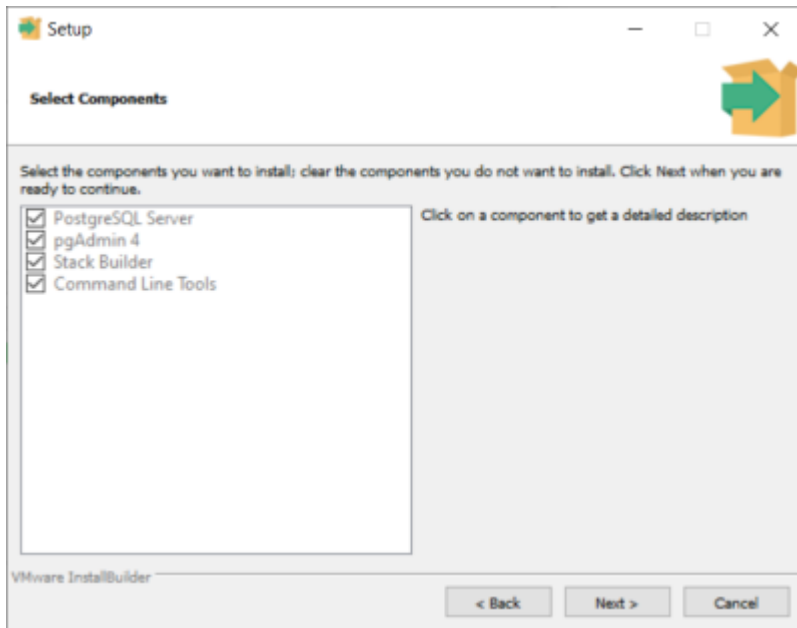 Setup
Select Components
Select the components you want to install; clear the components you do not want to install. Click Next when you are
ready to continue.
PostgreSQL Server
pgAdmin 4
Stack Builder
Command Line Tools
Click on a component to get a detailed description
VMware InstallBuilder
< Back
Next >
Cancel